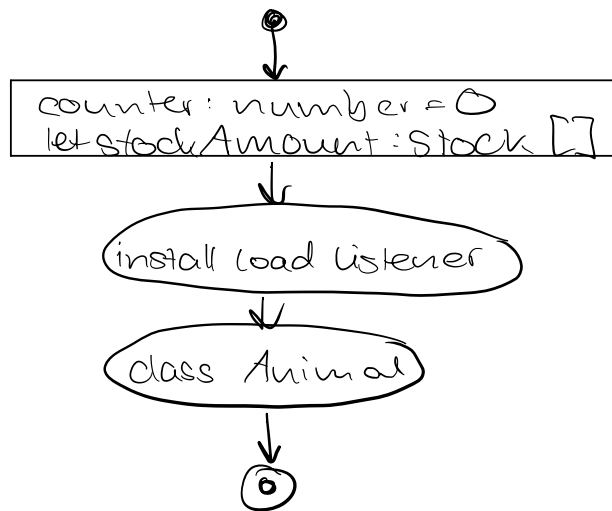 counter: number = 0
let stockAmount : Stock []
install load listener
class Animal